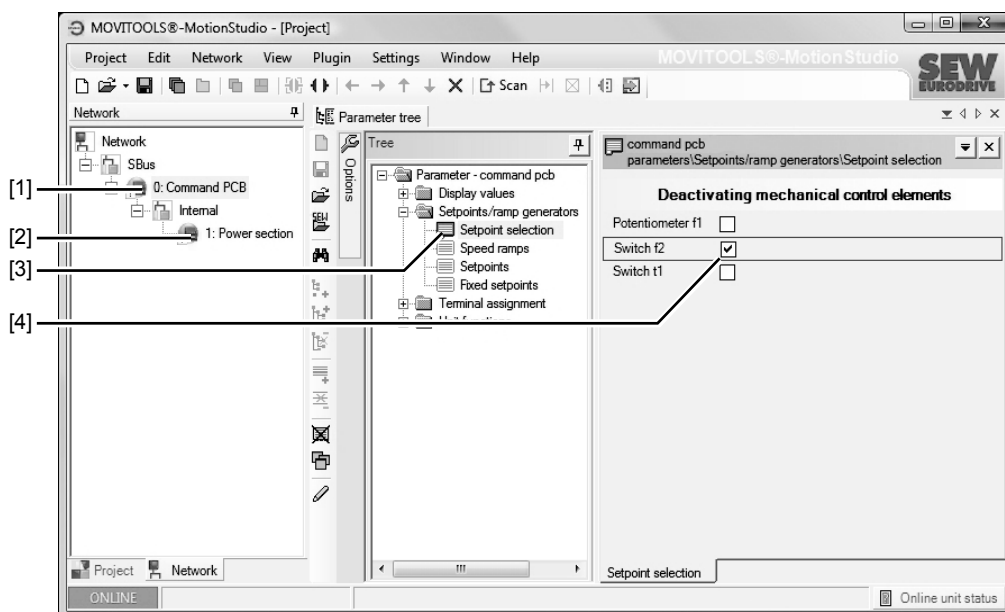 MOVITOOLS®-MotionStudio - [Project]
Project Edit Network View Plugin Settings Window Help
MOVITOOLS®-MotionStudio
SEW
EURODRIVE
Scan
Network
Parameter tree
Network
SBus
[1]
0: Command PCB
Internal
[2]
1: Power section
[3]
[4]
Options
SEW
Tree
Parameter - command pcb
Display values
Setpoints/ramp generators
Setpoint selection
Speed ramps
Setpoints
Fixed setpoints
Terminal assignment
command pcb
parameters\Setpoints/ramp generators\Setpoint selection
Deactivating mechanical control elements
Potentiometer f1
Switch f2
Switch t1
Project Network
Setpoint selection
ONLINE
Online unit status